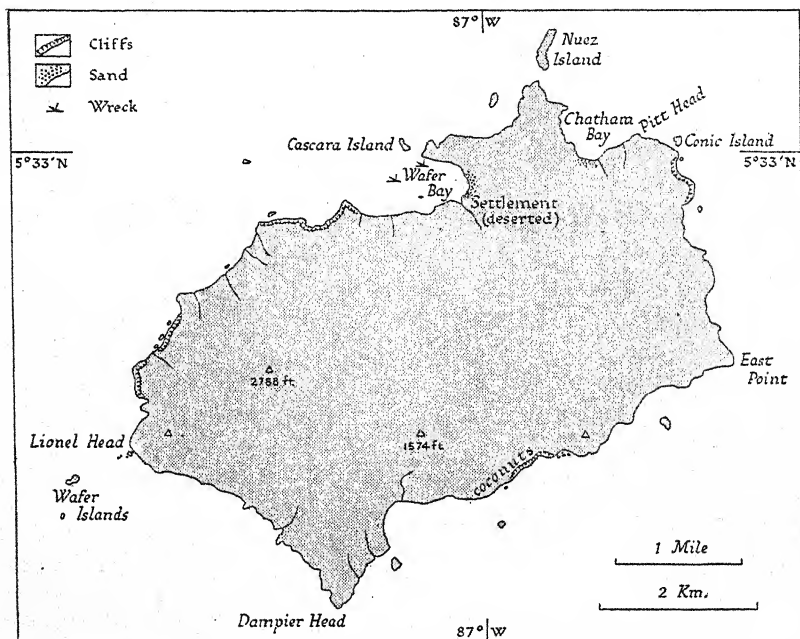 87° W
Cliffs
Sand
Wreck
Nuez
Island
Chatham
Bay
Pitt Head
Cascara Island
Conic Island
5°33'N
5°33'N
Wafer
Bay
Settlement
(deserted)
East
Point
2788 ft.
Lionel Head
1574 ft
coconuts
Wafer
Islands
1 Mile
2 Km.
Dampier Head
87° W